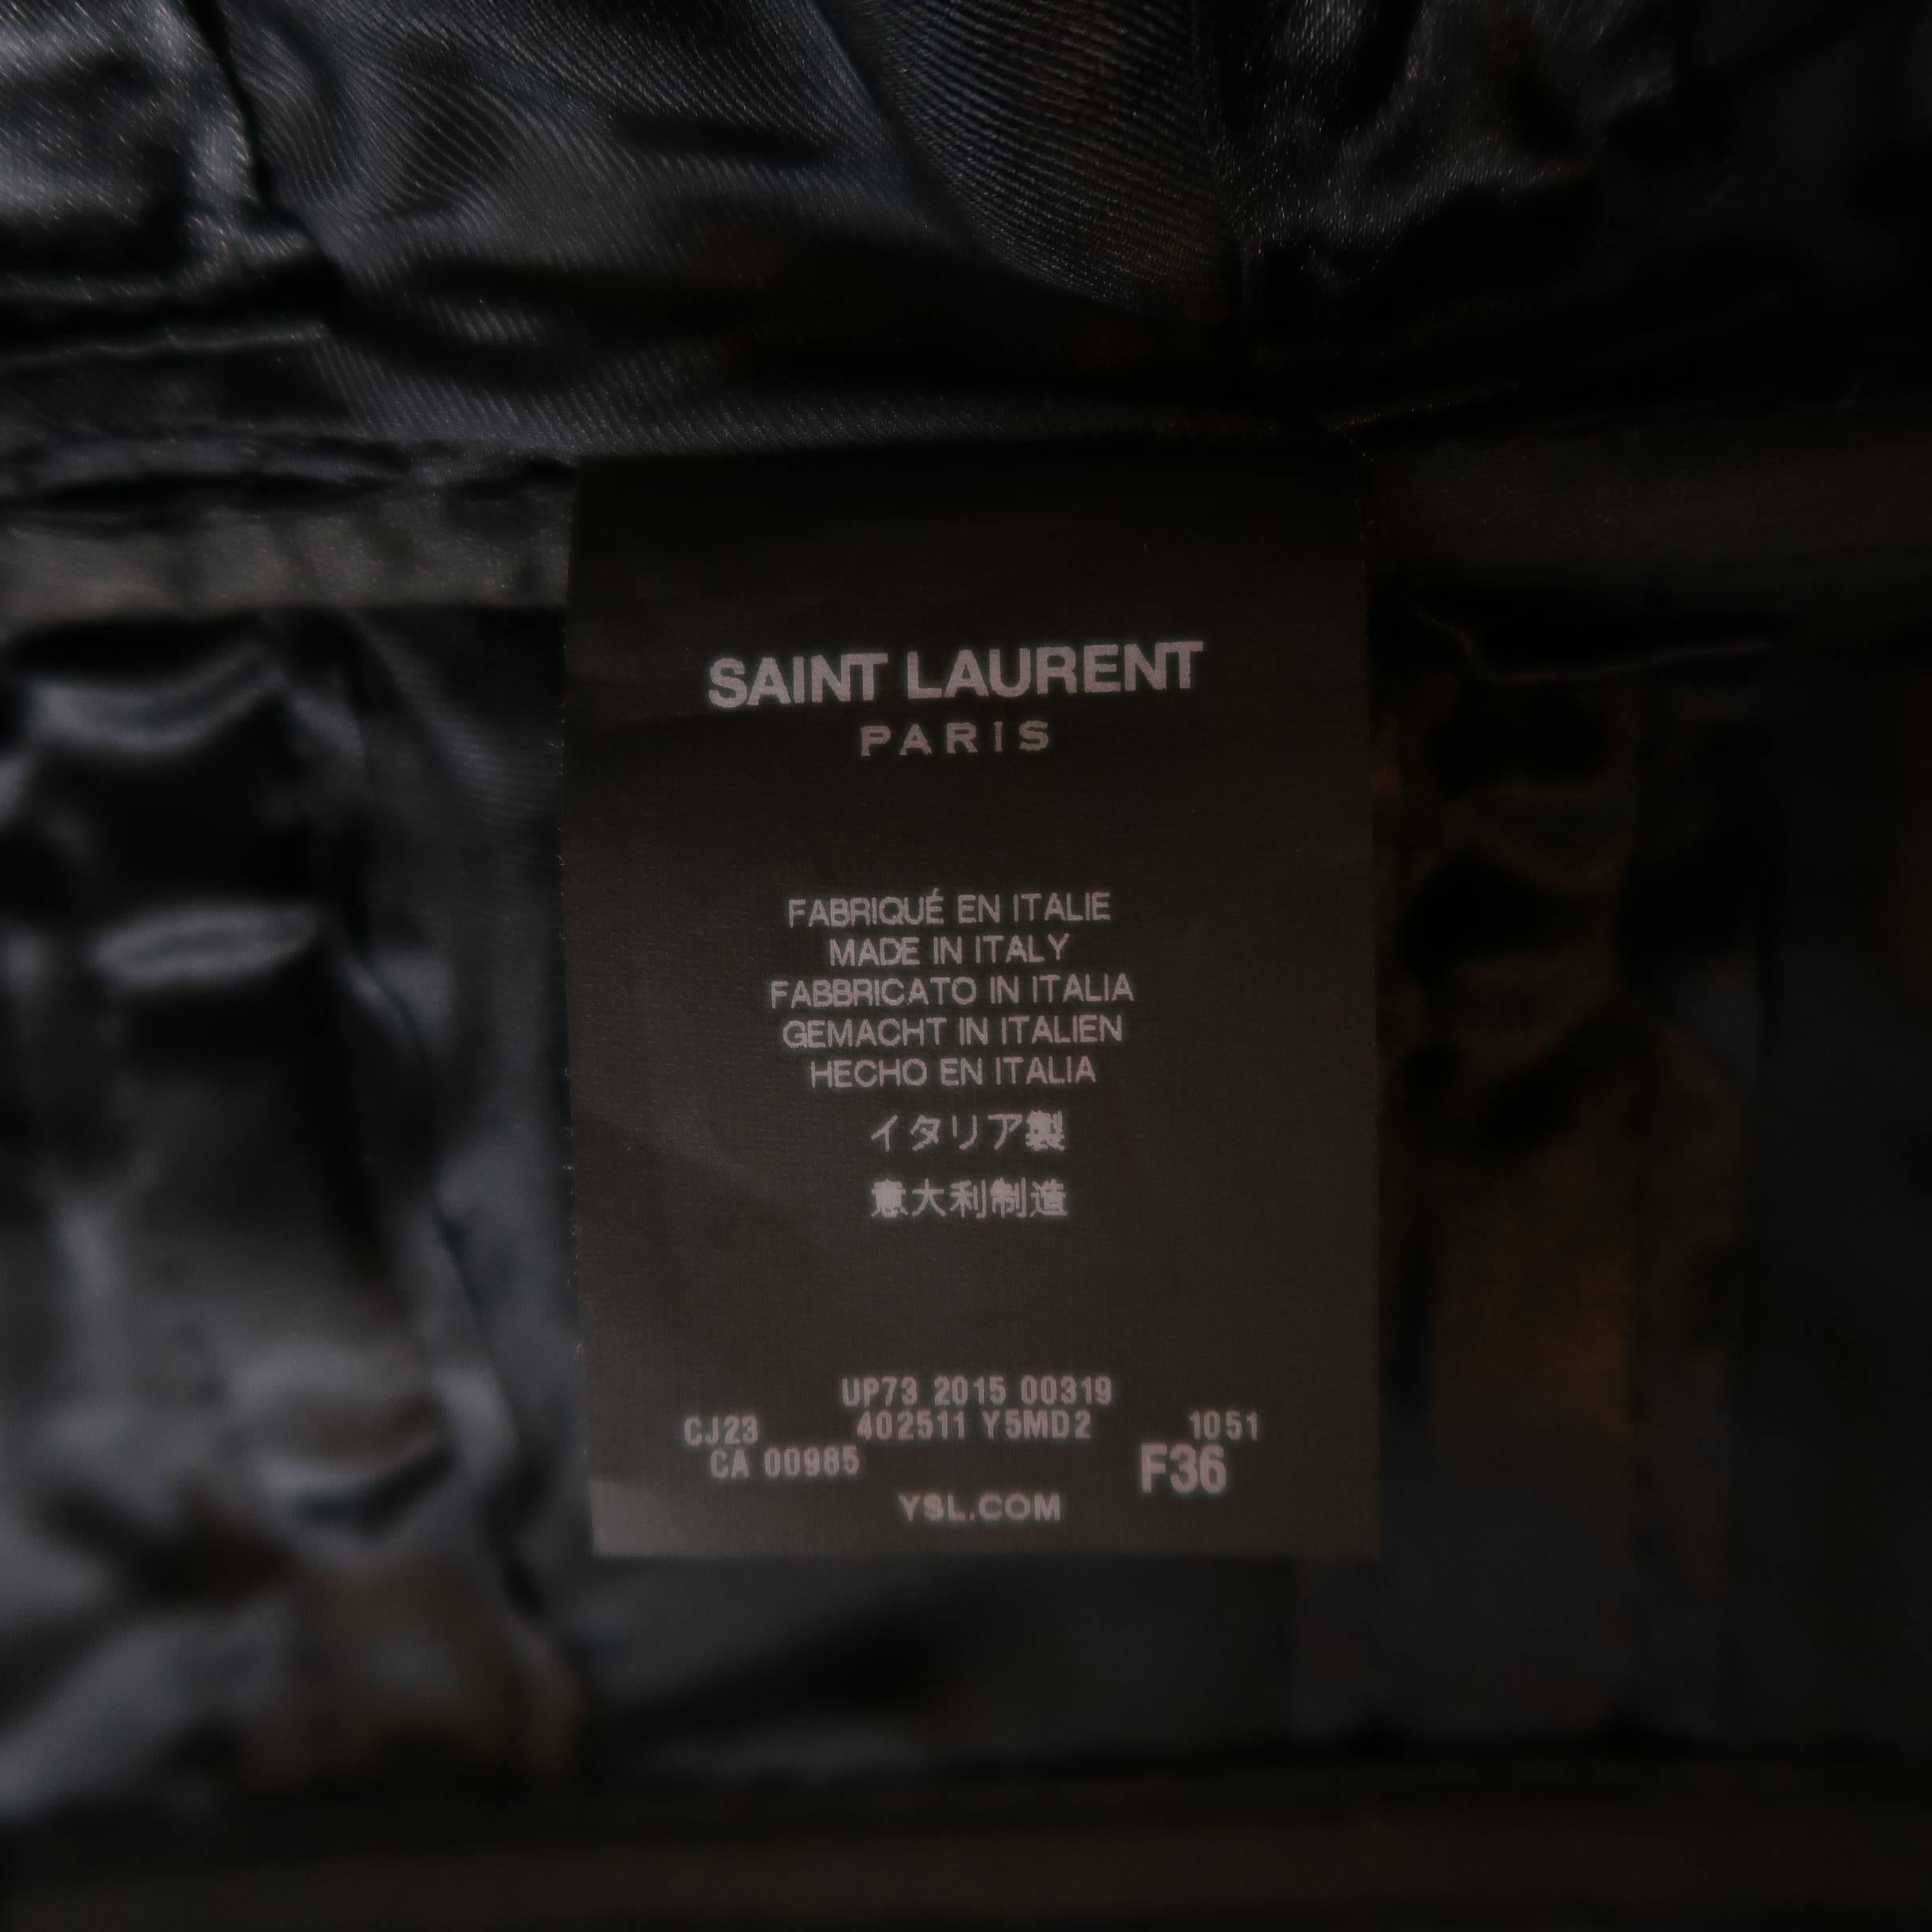 SAINT LAURENT
PARIS
FABRIQUÉ EN ITALIE
MADE IN ITALY
FABBRICATO IN ITALIA
GEMACHT IN ITALIEN
HECHO EN ITALIA
イタリア製
意大利制造
UP73 2015 00319
CJ23 402511 Y5MD2 1051
CA 00985 F36
YSL.COM